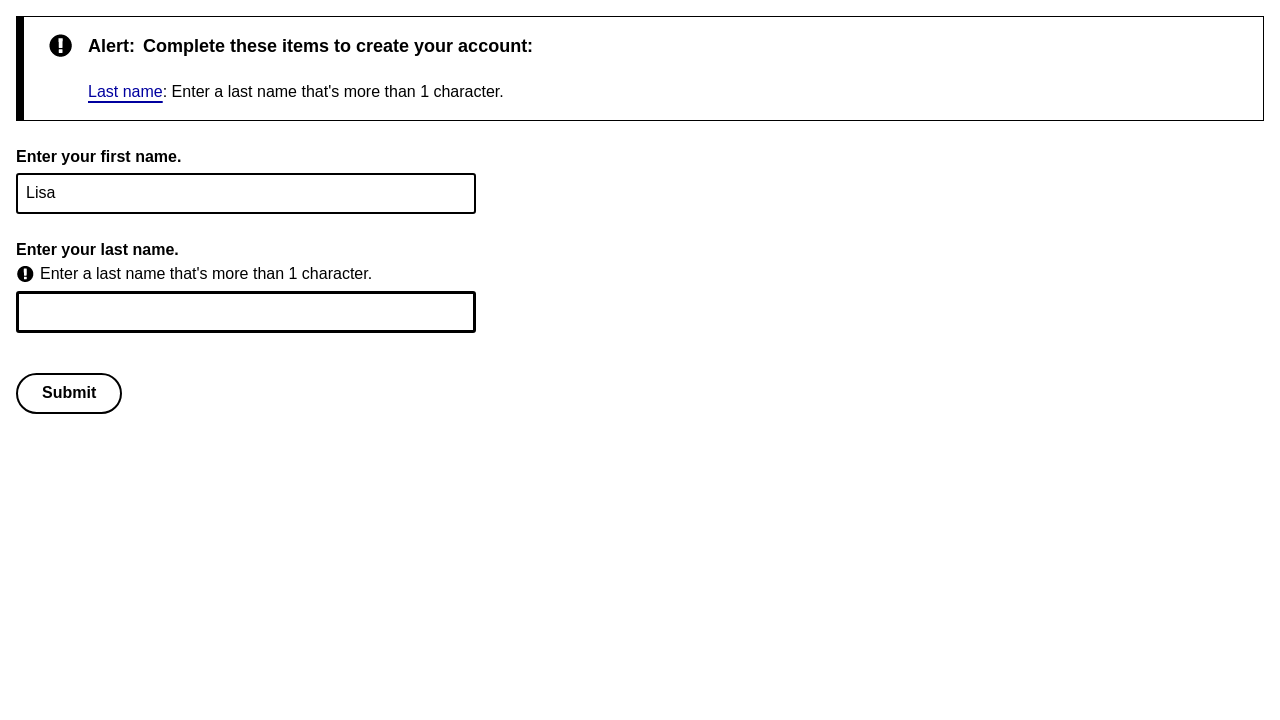 Alert: Complete these items to create your account:
Last name: Enter a last name that's more than 1 character.
Enter your first name.
Lisa
Enter your last name.
Enter a last name that's more than 1 character.
Submit